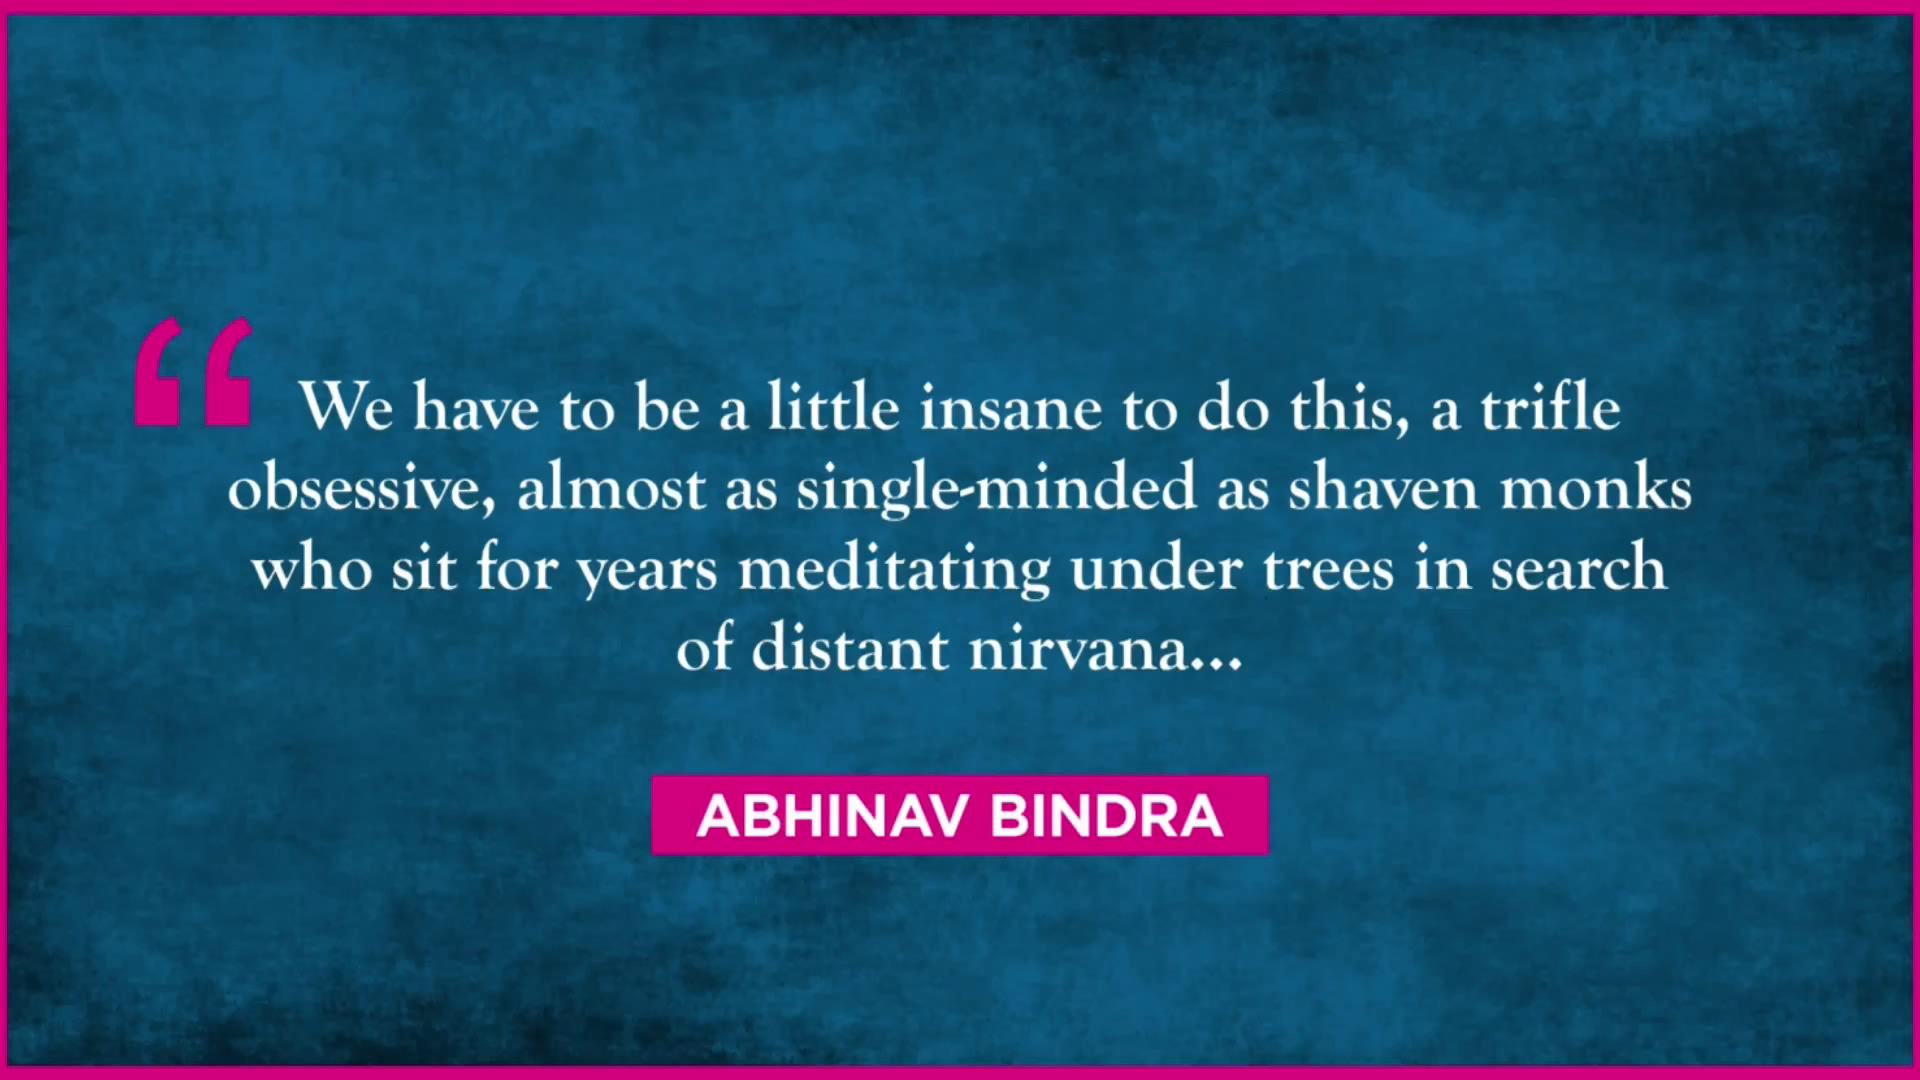 “ We have to be a little insane to do this, a trifle
obsessive, almost as single-minded as shaven monks
who sit for years meditating under trees in search
of distant nirvana...
ABHINAV BINDRA